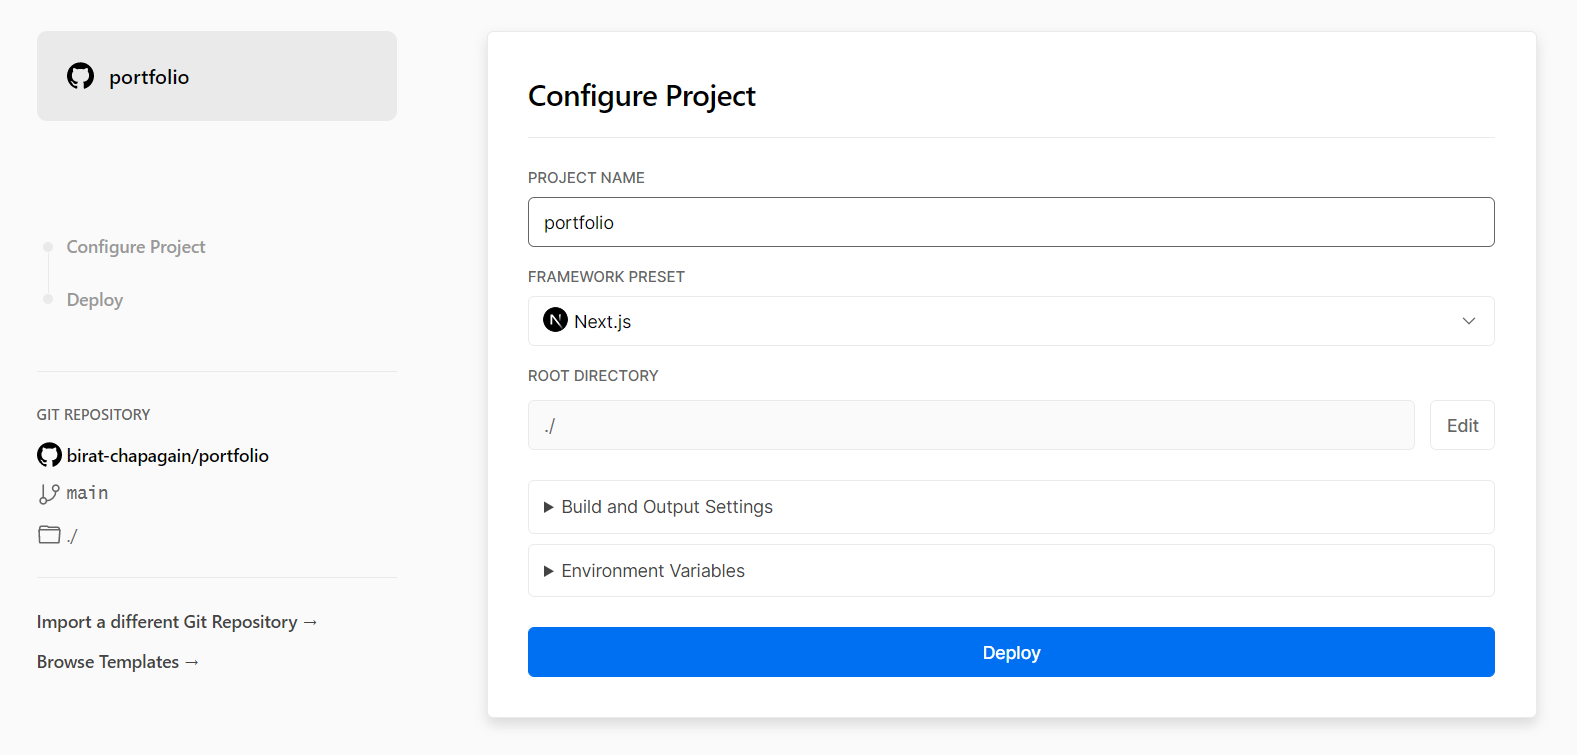 portfolio
Configure Project
Deploy
GIT REPOSITORY
birat-chapagain/portfolio
main
./
Import a different Git Repository →
Browse Templates →
Configure Project
PROJECT NAME
portfolio
FRAMEWORK PRESET
N Next.js
ROOT DIRECTORY
./ Edit
Build and Output Settings
Environment Variables
Deploy